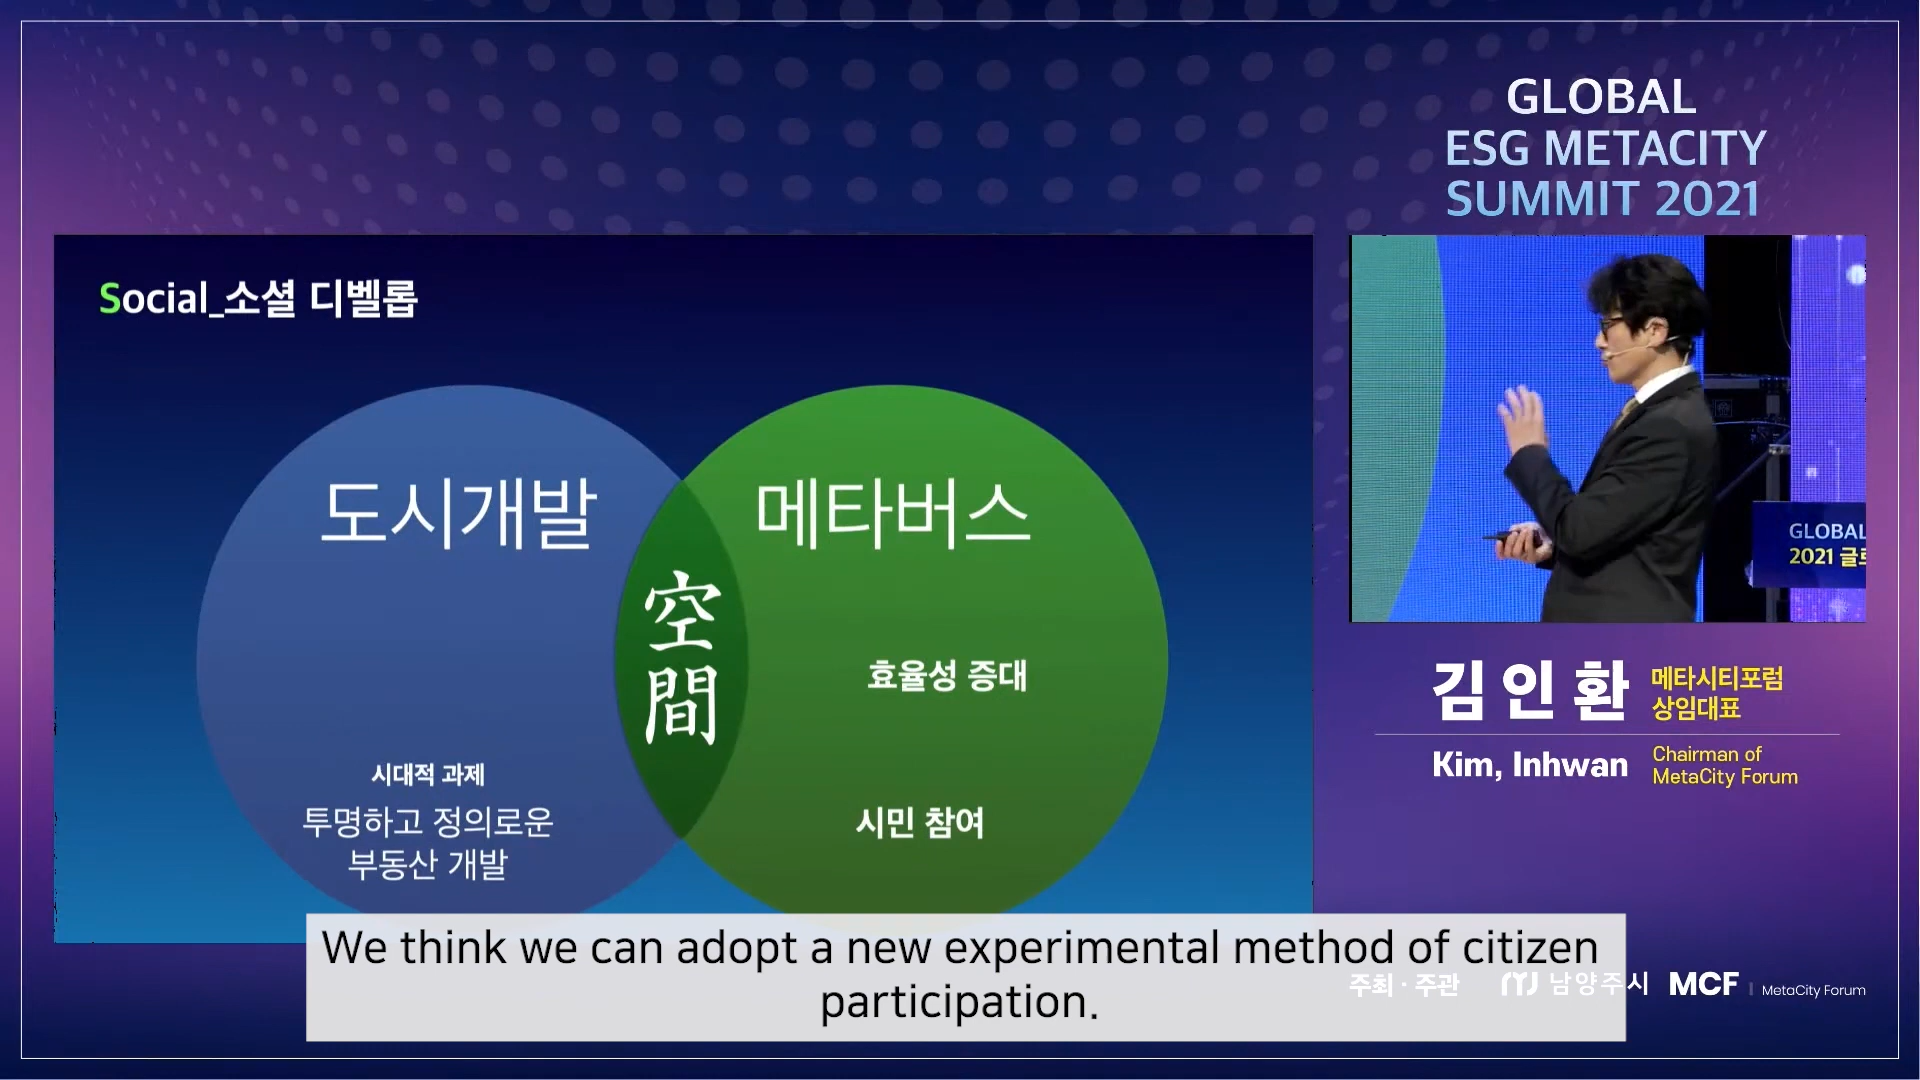 GLOBAL
ESG METACITY
SUMMIT 2021
Social_소셜 디벨롭
도시개발
메타버스
空
間
효율성 증대
시민 참여
시대적 과제
투명하고 정의로운
부동산 개발
GLOBAL
2021 글로
김인환
메타시티포럼
상임대표
Kim, Inhwan
Chairman of
MetaCity Forum
We think we can adopt a new experimental method of citizen
participation.
주최 · 주관 남양주시 MCF | MetaCity Forum